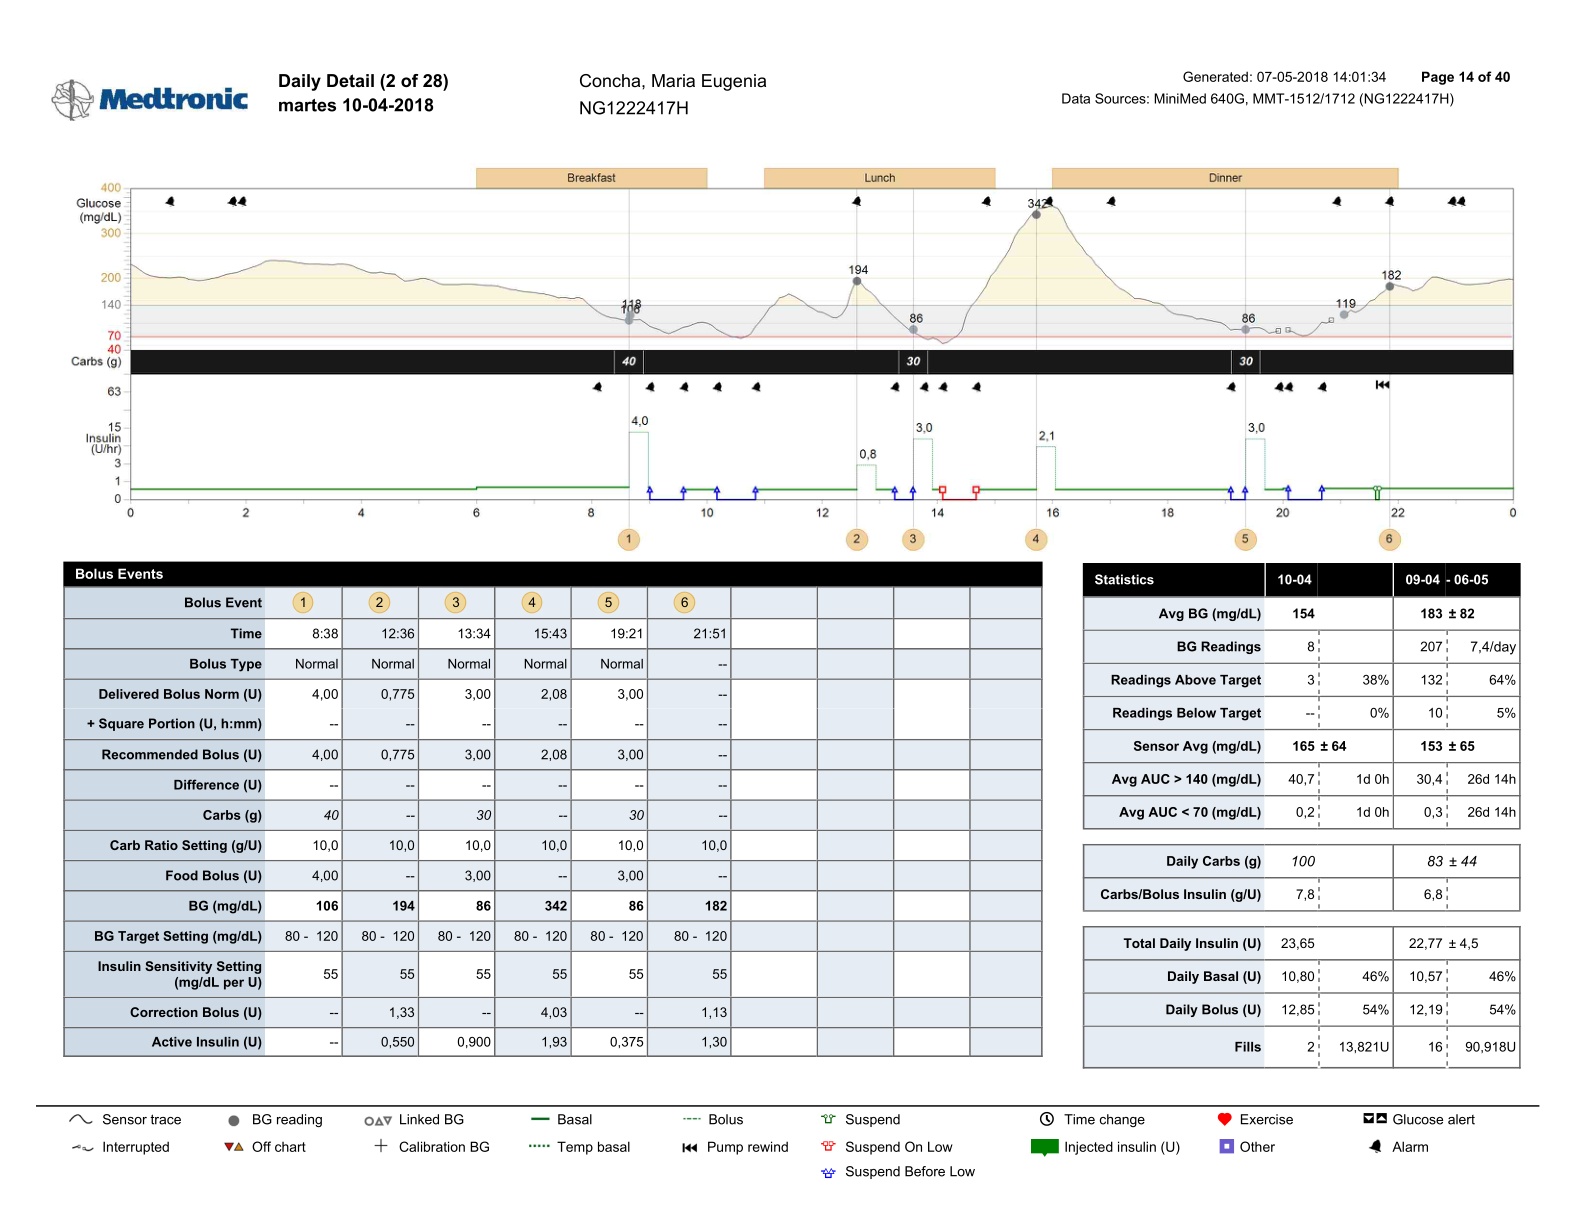 Medtronic
Daily Detail (2 of 28)
martes 10-04-2018
Concha, Maria Eugenia
NG1222417H
Generated: 07-05-2018 14:01:34 Page 14 of 40
Data Sources: MiniMed 640G, MMT-1512/1712 (NG1222417H)
Breakfast Lunch Dinner
400
Glucose
(mg/dL)
300
200
140
70
40
342
194
182
118
106
86
86
119
Carbs (g) 40 30 30
63
15
Insulin
(U/hr)
3
1
0
4,0 0,8 3,0 2,1 3,0
0 2 4 6 8 10 12 14 16 18 20 22 0
1 2 3 4 5 6
Bolus Events
Bolus Event 1 2 3 4 5 6
Time 8:38 12:36 13:34 15:43 19:21 21:51
Bolus Type Normal Normal Normal Normal Normal --
Delivered Bolus Norm (U) 4,00 0,775 3,00 2,08 3,00 --
+ Square Portion (U, h:mm) -- -- -- -- -- --
Recommended Bolus (U) 4,00 0,775 3,00 2,08 3,00 --
Difference (U) -- -- -- -- -- --
Carbs (g) 40 -- 30 -- 30 --
Carb Ratio Setting (g/U) 10,0 10,0 10,0 10,0 10,0 10,0
Food Bolus (U) 4,00 -- 3,00 -- 3,00 --
BG (mg/dL) 106 194 86 342 86 182
BG Target Setting (mg/dL) 80 - 120 80 - 120 80 - 120 80 - 120 80 - 120 80 - 120
Insulin Sensitivity Setting
(mg/dL per U) 55 55 55 55 55 55
Correction Bolus (U) -- 1,33 -- 4,03 -- 1,13
Active Insulin (U) -- 0,550 0,900 1,93 0,375 1,30
Statistics 10-04 09-04 - 06-05
Avg BG (mg/dL) 154 183 ± 82
BG Readings 8 207 7,4/day
Readings Above Target 3 38% 132 64%
Readings Below Target -- 0% 10 5%
Sensor Avg (mg/dL) 165 ± 64 153 ± 65
Avg AUC > 140 (mg/dL) 40,7 1d 0h 30,4 26d 14h
Avg AUC < 70 (mg/dL) 0,2 1d 0h 0,3 26d 14h
Daily Carbs (g) 100 83 ± 44
Carbs/Bolus Insulin (g/U) 7,8 6,8
Total Daily Insulin (U) 23,65 22,77 ± 4,5
Daily Basal (U) 10,80 46% 10,57 46%
Daily Bolus (U) 12,85 54% 12,19 54%
Fills 2 13,821U 16 90,918U
Sensor trace BG reading Linked BG Basal Bolus Suspend Time change Exercise Glucose alert
Interrupted Off chart Calibration BG Temp basal Pump rewind Suspend On Low Injected insulin (U) Other Alarm
Suspend Before Low